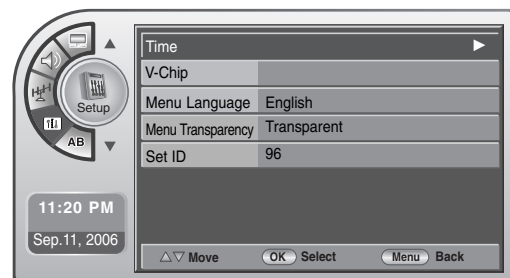 Setup
AB
11:20 PM
Sep.11, 2006
Time
V-Chip
Menu Language English
Menu Transparency Transparent
Set ID 96
△▽ Move OK Select Menu Back